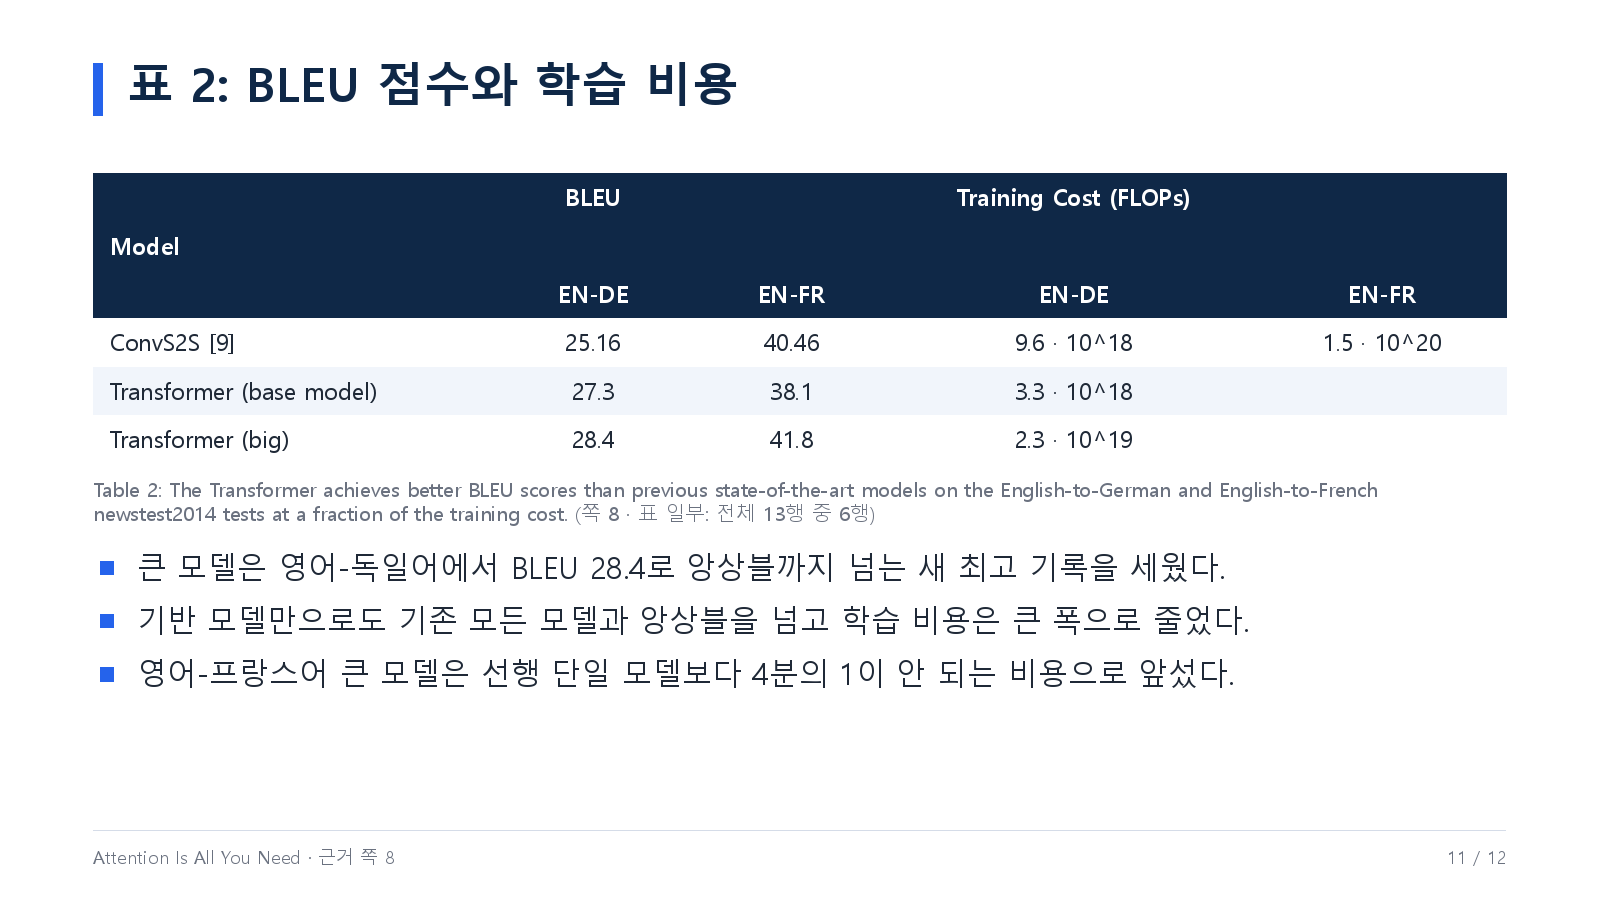 표 2: BLEU 점수와 학습 비용
BLEU Training Cost (FLOPs)
Model
EN-DE EN-FR EN-DE EN-FR
ConvS2S [9] 25.16 40.46 9.6 · 10^18 1.5 · 10^20
Transformer (base model) 27.3 38.1 3.3 · 10^18
Transformer (big) 28.4 41.8 2.3 · 10^19
Table 2: The Transformer achieves better BLEU scores than previous state-of-the-art models on the English-to-German and English-to-French
newstest2014 tests at a fraction of the training cost. (쪽 8 · 표 일부: 전체 13행 중 6행)
■ 큰 모델은 영어-독일어에서 BLEU 28.4로 앙상블까지 넘는 새 최고 기록을 세웠다.
■ 기반 모델만으로도 기존 모든 모델과 앙상블을 넘고 학습 비용은 큰 폭으로 줄었다.
■ 영어-프랑스어 큰 모델은 선행 단일 모델보다 4분의 1이 안 되는 비용으로 앞섰다.
Attention Is All You Need · 근거 쪽 8 11 / 12